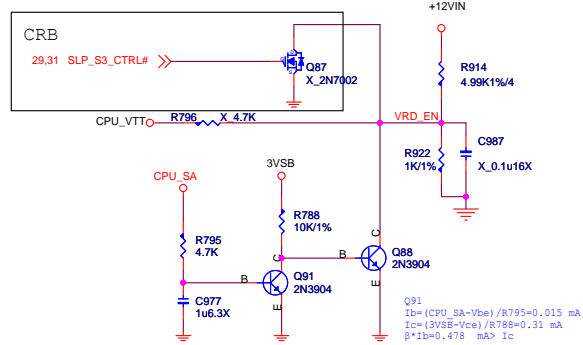 +12VIN
CRB
29,31 SLP_S3_CTRL#
Q87
X_2N7002
R914
4.99K1%/4
CPU_VTT
R796
X_4.7K
VRD_EN
C987
X_0.1u16X
R922
1K/1%
CPU_SA
3VSB
R788
10K/1%
R795
4.7K
C
B
Q88
2N3904
E
C
B
Q91
2N3904
E
C977
1u6.3X
Q91
Ib=(CPU_SA-Vbe)/R795=0.015 mA
Ic=(3VSB-Vce)/R788=0.31 mA
β*Ib=0.478 mA> Ic